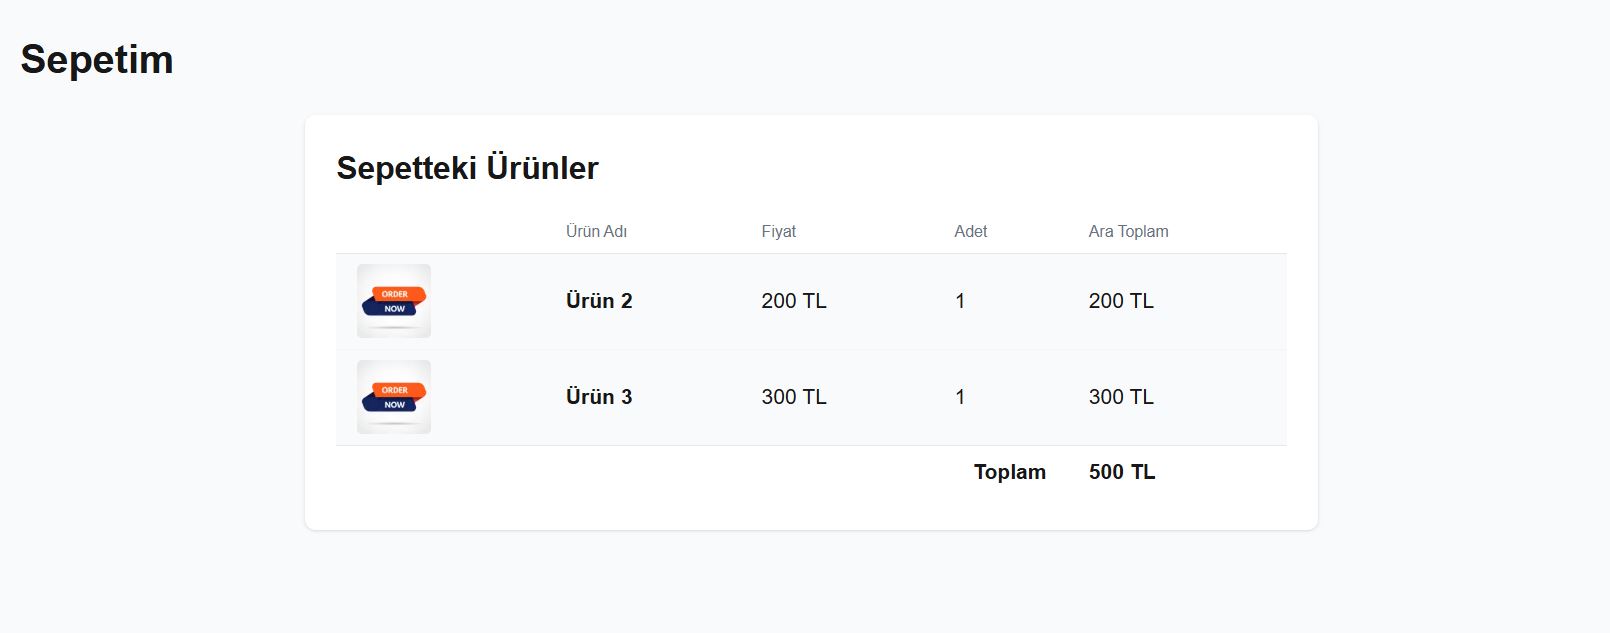 Sepetim
Sepetteki Ürünler
Ürün Adı Fiyat Adet Ara Toplam
ORDER
NOW
Ürün 2 200 TL 1 200 TL
ORDER
NOW
Ürün 3 300 TL 1 300 TL
Toplam 500 TL